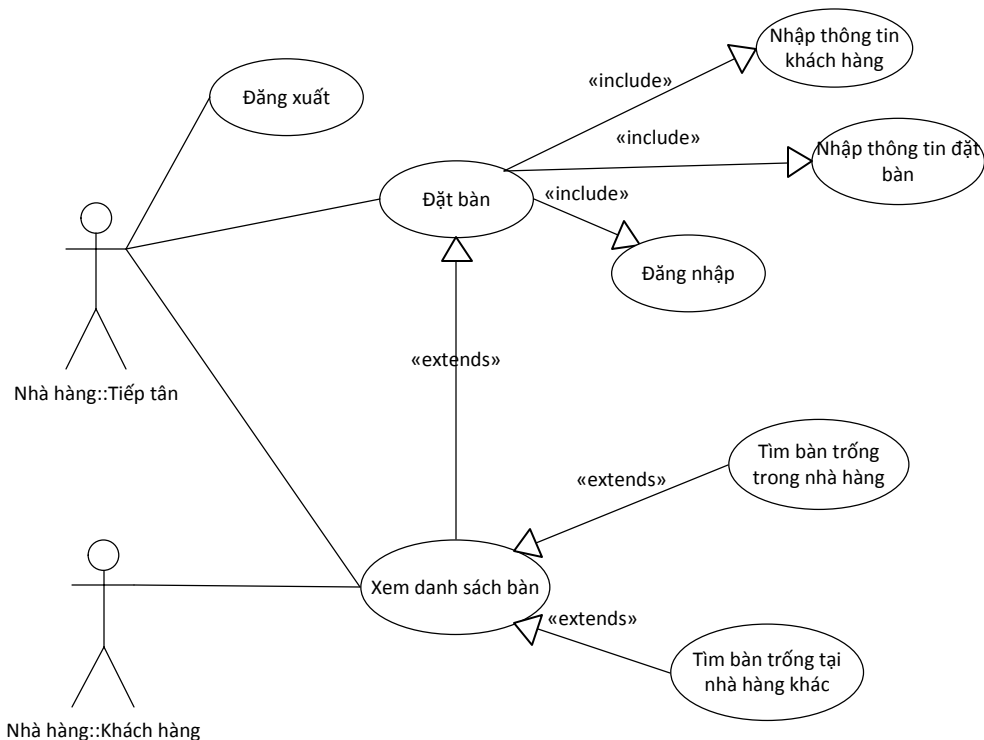 Nhập thông tin
khách hàng
«include»
Đăng xuất
«include»
Nhập thông tin đặt
bàn
Đặt bàn
«include»
Đăng nhập
«extends»
Nhà hàng::Tiếp tân
Tìm bàn trống
trong nhà hàng
«extends»
Xem danh sách bàn
«extends»
Tìm bàn trống tại
nhà hàng khác
Nhà hàng::Khách hàng